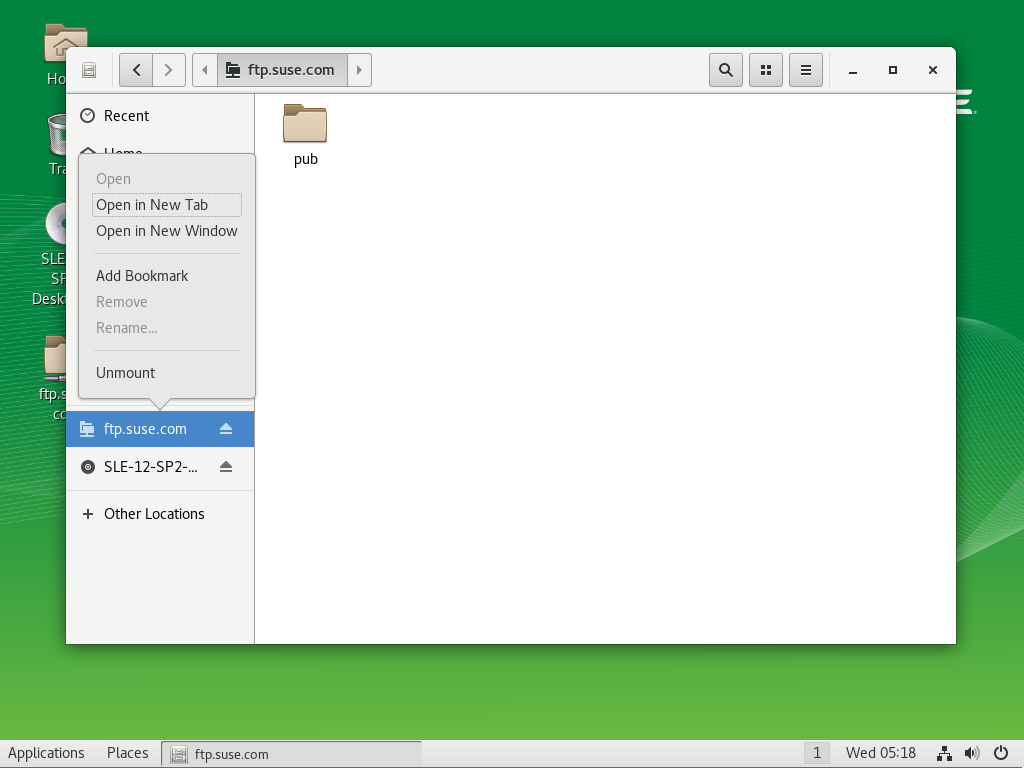 Ho
ftp.suse.com
Recent
Home
Tra
pub
Open
Open in New Tab
Open in New Window
SLE
SP
Desk
Add Bookmark
Remove
Rename...
Unmount
ftp.s
cc
ftp.suse.com
SLE-12-SP2-...
Other Locations
Applications Places ftp.suse.com 1 Wed 05:18